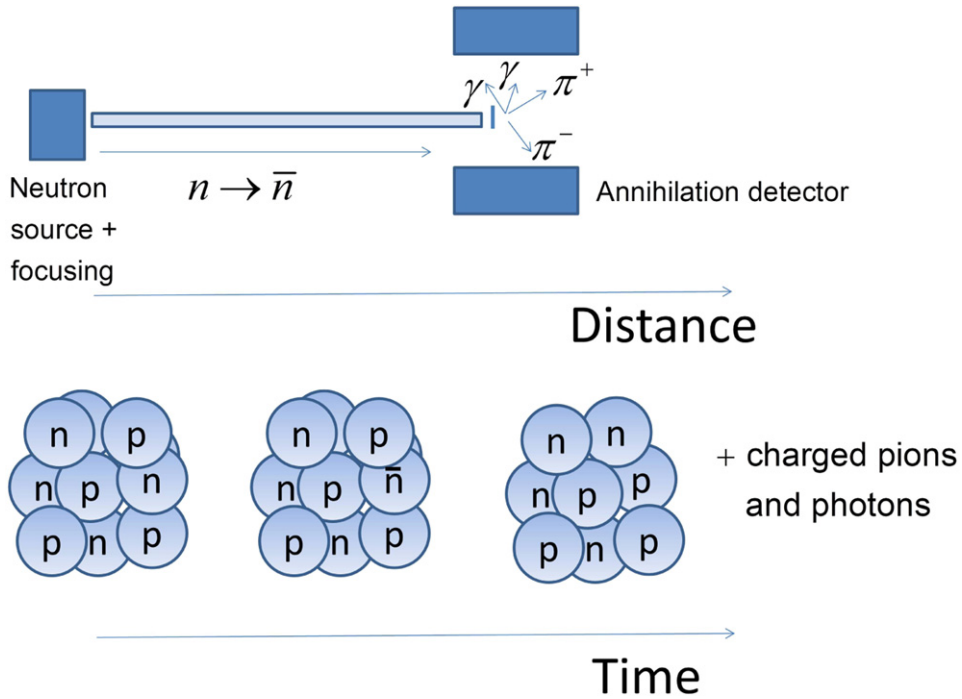 γ γ π⁺
π⁻
n → n̅
Neutron
source +
focusing
Annihilation detector
Distance
n p
n p n
p n p
n p
n p n̅
p n p
n n
n p p
p n p
+ charged pions
and photons
Time